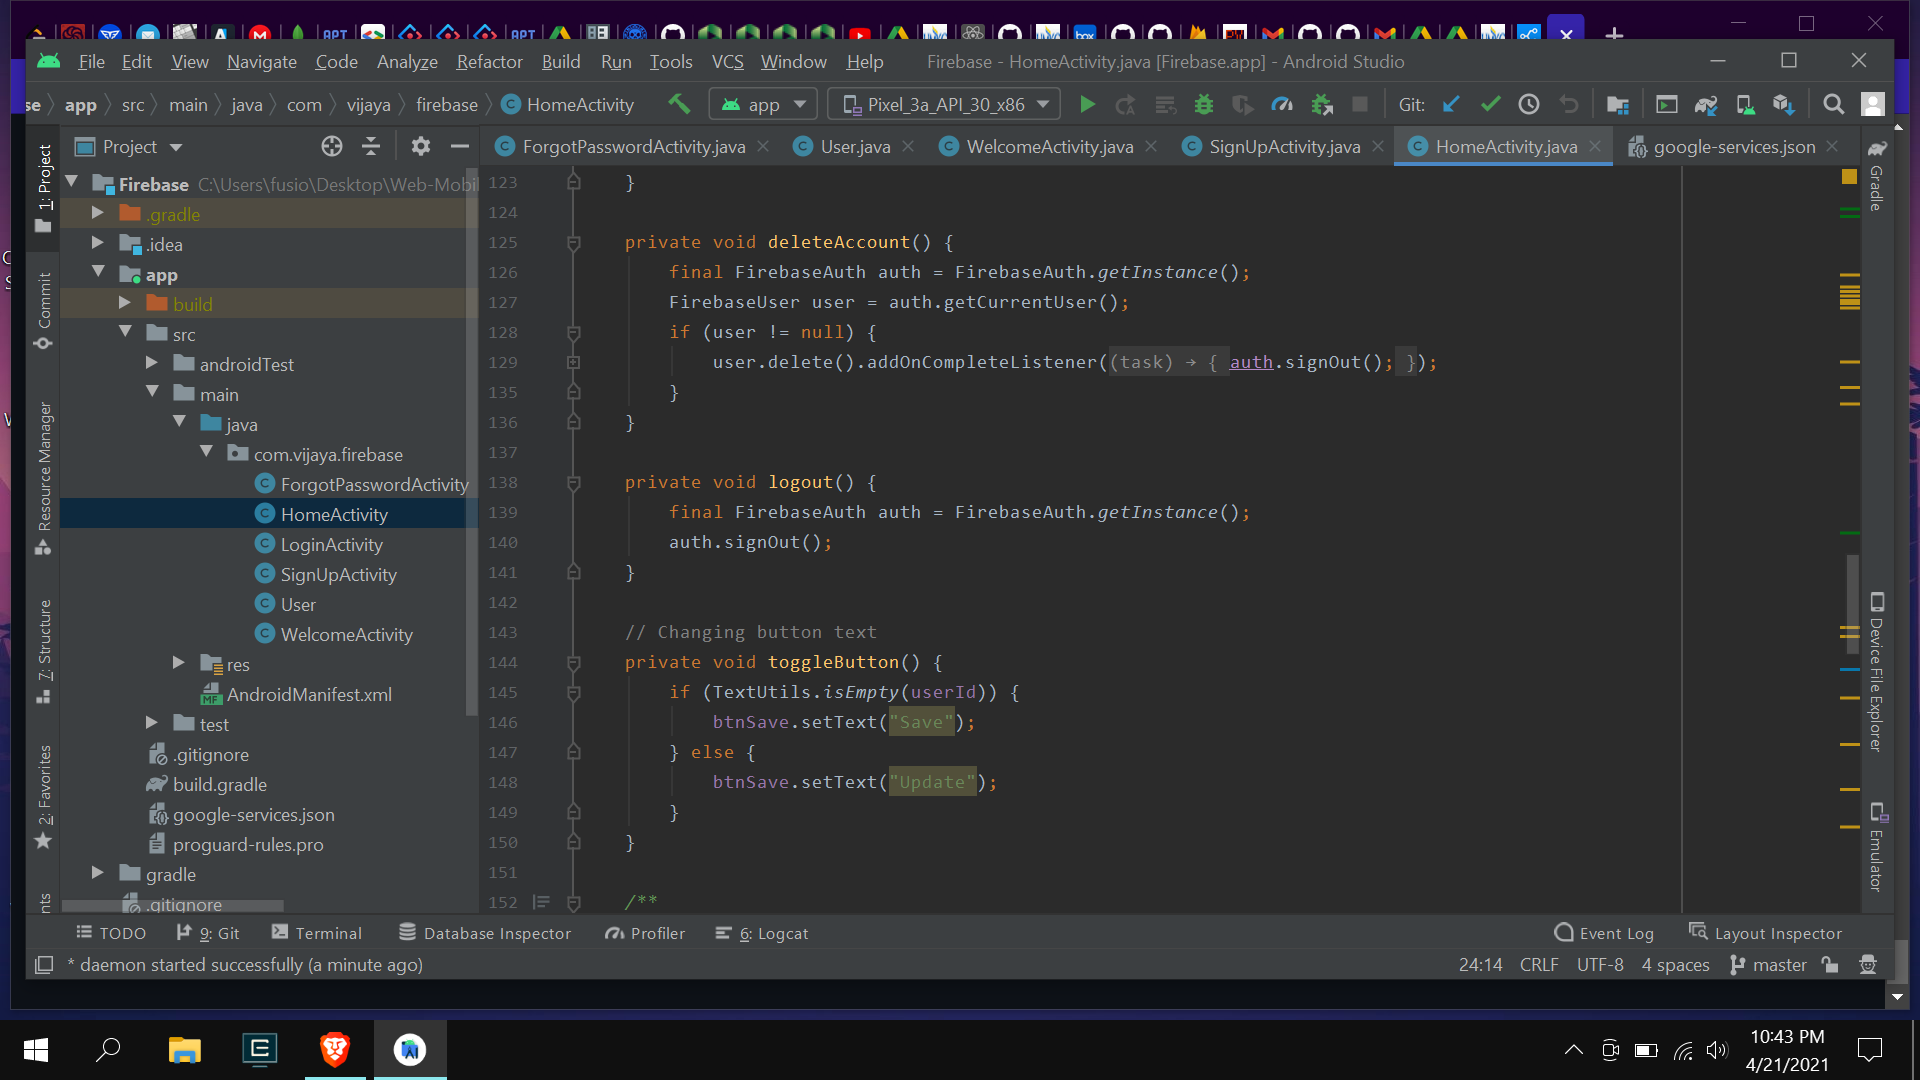 File Edit View Navigate Code Analyze Refactor Build Run Tools VCS Window Help Firebase - HomeActivity.java [Firebase.app] - Android Studio
se app src main java com vijaya firebase HomeActivity app Pixel_3a_API_30_x86 Git:
Project
ForgotPasswordActivity.java User.java WelcomeActivity.java SignUpActivity.java HomeActivity.java google-services.json
1: Project
Commit
Resource Manager
7: Structure
2: Favorites
nts
Firebase C:\Users\fusio\Desktop\Web-Mobil
.gradle
.idea
app
build
src
androidTest
main
java
com.vijaya.firebase
ForgotPasswordActivity
HomeActivity
LoginActivity
SignUpActivity
User
WelcomeActivity
res
AndroidManifest.xml
test
.gitignore
build.gradle
google-services.json
proguard-rules.pro
gradle
.gitignore
123 }
124
125 private void deleteAccount() {
126 final FirebaseAuth auth = FirebaseAuth.getInstance();
127 FirebaseUser user = auth.getCurrentUser();
128 if (user != null) {
129 user.delete().addOnCompleteListener((task) → { auth.signOut(); });
135 }
136 }
137
138 private void logout() {
139 final FirebaseAuth auth = FirebaseAuth.getInstance();
140 auth.signOut();
141 }
142
143 // Changing button text
144 private void toggleButton() {
145 if (TextUtils.isEmpty(userId)) {
146 btnSave.setText("Save");
147 } else {
148 btnSave.setText("Update");
149 }
150 }
151
152 /**
Gradle
Device File Explorer
Emulator
TODO 9: Git Terminal Database Inspector Profiler 6: Logcat Event Log Layout Inspector
* daemon started successfully (a minute ago) 24:14 CRLF UTF-8 4 spaces master
10:43 PM
4/21/2021